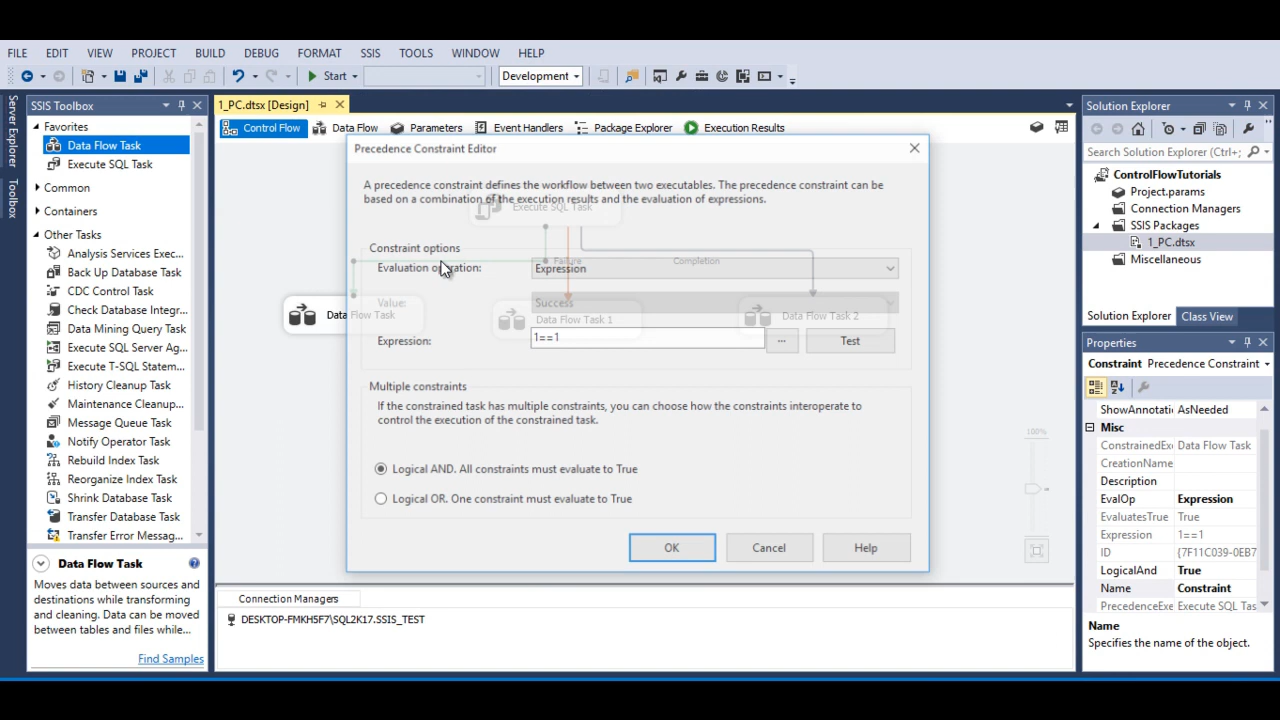 FILE EDIT VIEW PROJECT BUILD DEBUG FORMAT SSIS TOOLS WINDOW HELP
Start Development
Server Explorer
Toolbox
SSIS Toolbox
Favorites
Data Flow Task
Execute SQL Task
Common
Containers
Other Tasks
Analysis Services Exec...
Back Up Database Task
CDC Control Task
Check Database Integr...
Data Mining Query Task
Execute SQL Server Ag...
Execute T-SQL Statem...
History Cleanup Task
Maintenance Cleanup...
Message Queue Task
Notify Operator Task
Rebuild Index Task
Reorganize Index Task
Shrink Database Task
Transfer Database Task
Transfer Error Messag...
Data Flow Task
Moves data between sources and
destinations while transforming
and cleaning. Data can be moved
between tables and files while...
Find Samples
1_PC.dtsx [Design]
Control Flow Data Flow Parameters Event Handlers Package Explorer Execution Results
Precedence Constraint Editor
A precedence constraint defines the workflow between two executables. The precedence constraint can be
based on a combination of the execution results and the evaluation of expressions.
Execute SQL Task
Constraint options
Evaluation operation: Expression
Failure
Completion
Value: Success
Data Flow Task
Data Flow Task 1
Data Flow Task 2
Expression: 1==1 ... Test
Multiple constraints
If the constrained task has multiple constraints, you can choose how the constraints interoperate to
control the execution of the constrained task.
Logical AND. All constraints must evaluate to True
Logical OR. One constraint must evaluate to True
OK Cancel Help
100%
Connection Managers
DESKTOP-FMKH5F7\SQL2K17.SSIS_TEST
Solution Explorer
Search Solution Explorer (Ctrl+;
ControlFlowTutorials
Project.params
Connection Managers
SSIS Packages
1_PC.dtsx
Miscellaneous
Solution Explorer Class View
Properties
Constraint Precedence Constraint
ShowAnnotati AsNeeded
Misc
ConstrainedEx Data Flow Task
CreationName
Description
EvalOp Expression
EvaluatesTrue True
Expression 1==1
ID {7F11C039-0EB7
LogicalAnd True
Name Constraint
PrecedenceExe Execute SQL Tas
Name
Specifies the name of the object.